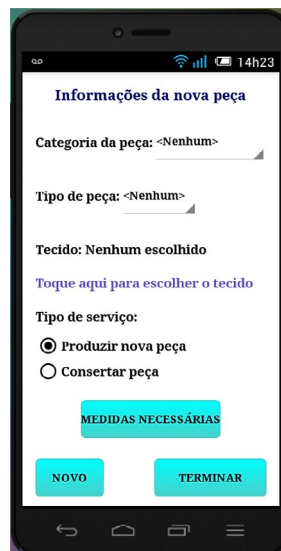 14h23
Informações da nova peça
Categoria da peça: <Nenhum>
Tipo de peça: <Nenhum>
Tecido: Nenhum escolhido
Toque aqui para escolher o tecido
Tipo de serviço:
Produzir nova peça
Consertar peça
MEDIDAS NECESSÁRIAS
NOVO TERMINAR